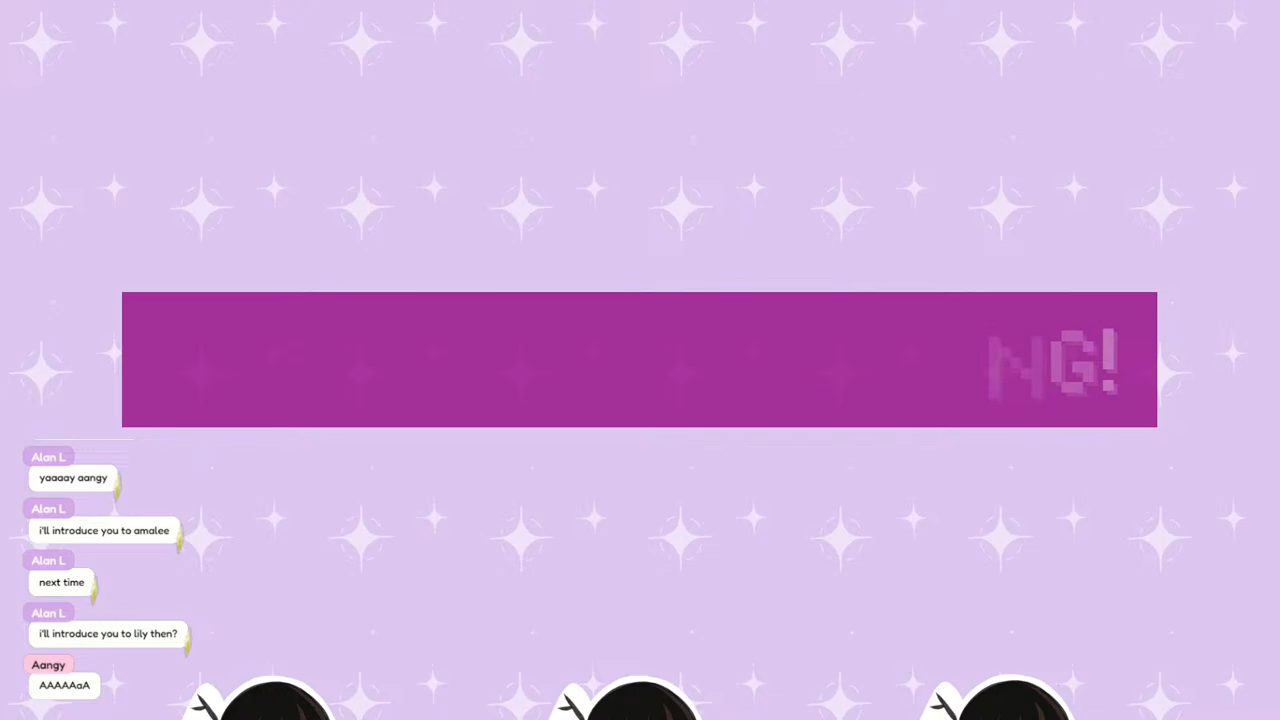 NG!
Alan L
yaaaay aangy
Alan L
i'll introduce you to amalee
Alan L
next time
Alan L
i'll introduce you to lily then?
Aangy
AAAAAaA